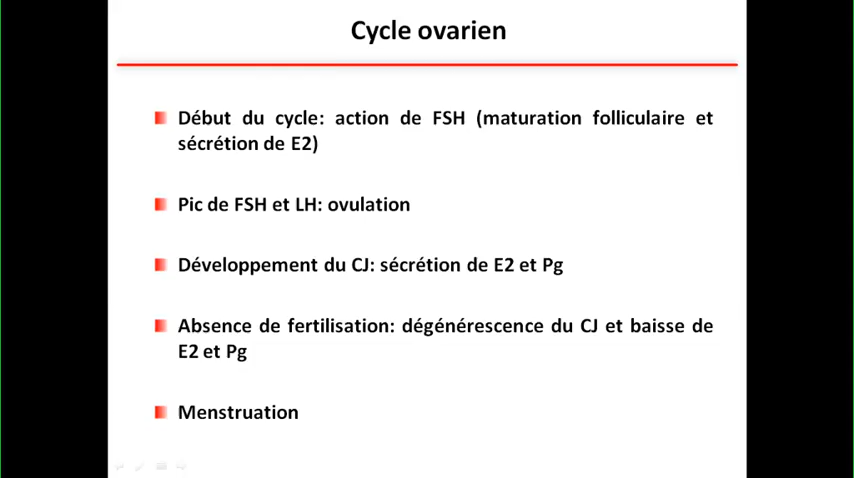 Cycle ovarien
Début du cycle: action de FSH (maturation folliculaire et
sécrétion de E2)
Pic de FSH et LH: ovulation
Développement du CJ: sécrétion de E2 et Pg
Absence de fertilisation: dégénérescence du CJ et baisse de
E2 et Pg
Menstruation